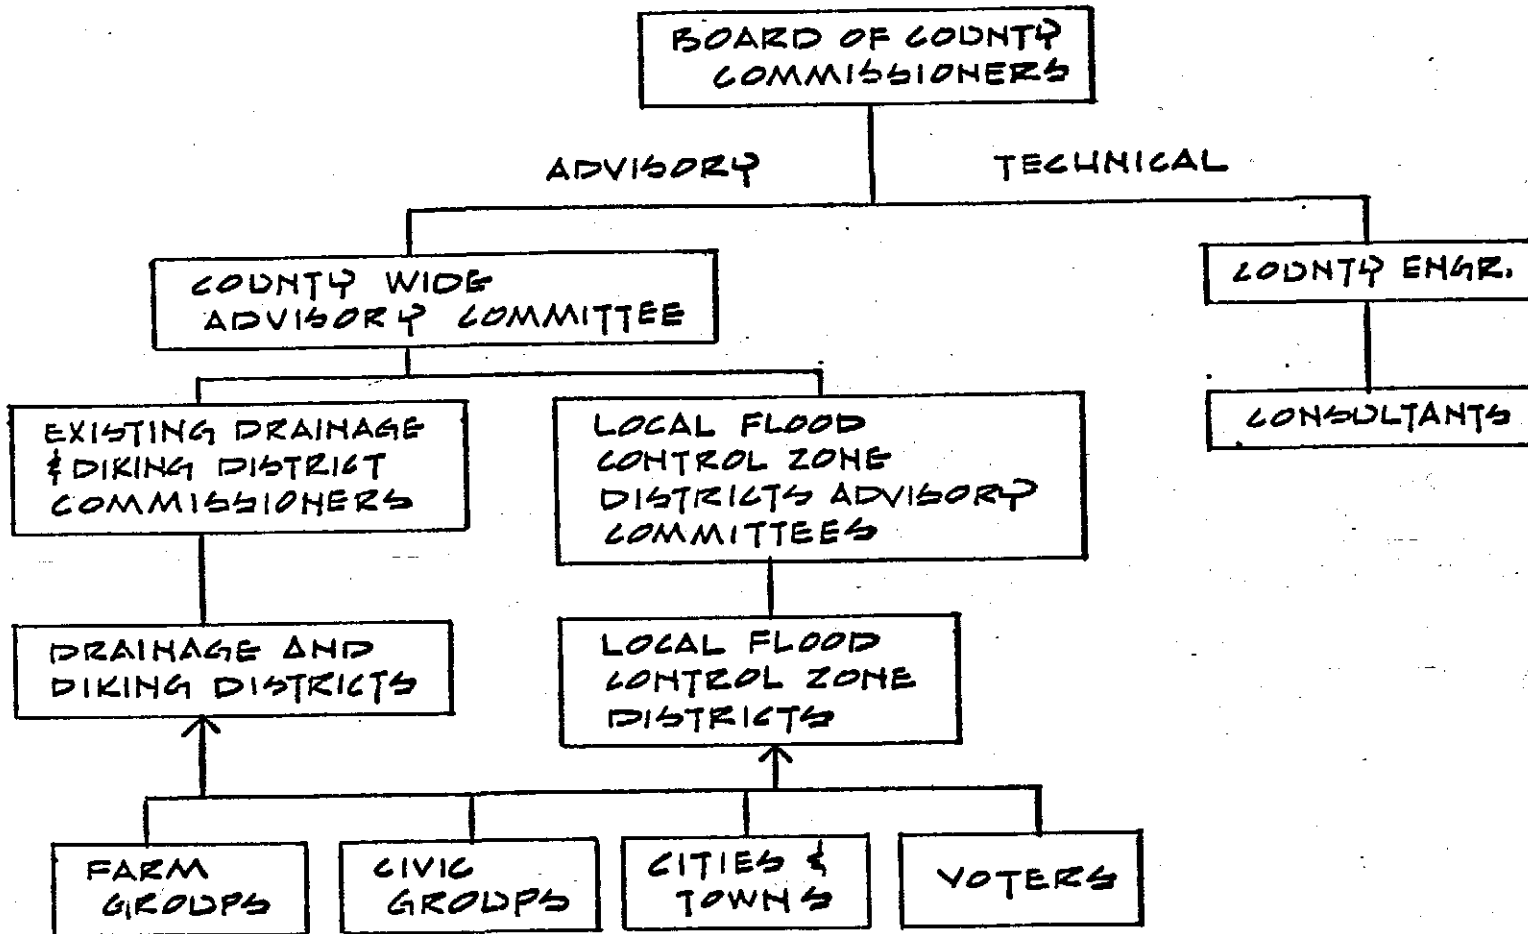 BOARD OF COUNTY
COMMISSIONERS
ADVISORY
TECHNICAL
COUNTY WIDE
ADVISORY COMMITTEE
COUNTY ENGR.
EXISTING DRAINAGE
& DIKING DISTRICT
COMMISSIONERS
LOCAL FLOOD
CONTROL ZONE
DISTRICTS ADVISORY
COMMITTEES
CONSULTANTS
DRAINAGE AND
DIKING DISTRICTS
LOCAL FLOOD
CONTROL ZONE
DISTRICTS
FARM
GROUPS
CIVIC
GROUPS
CITIES &
TOWNS
VOTERS